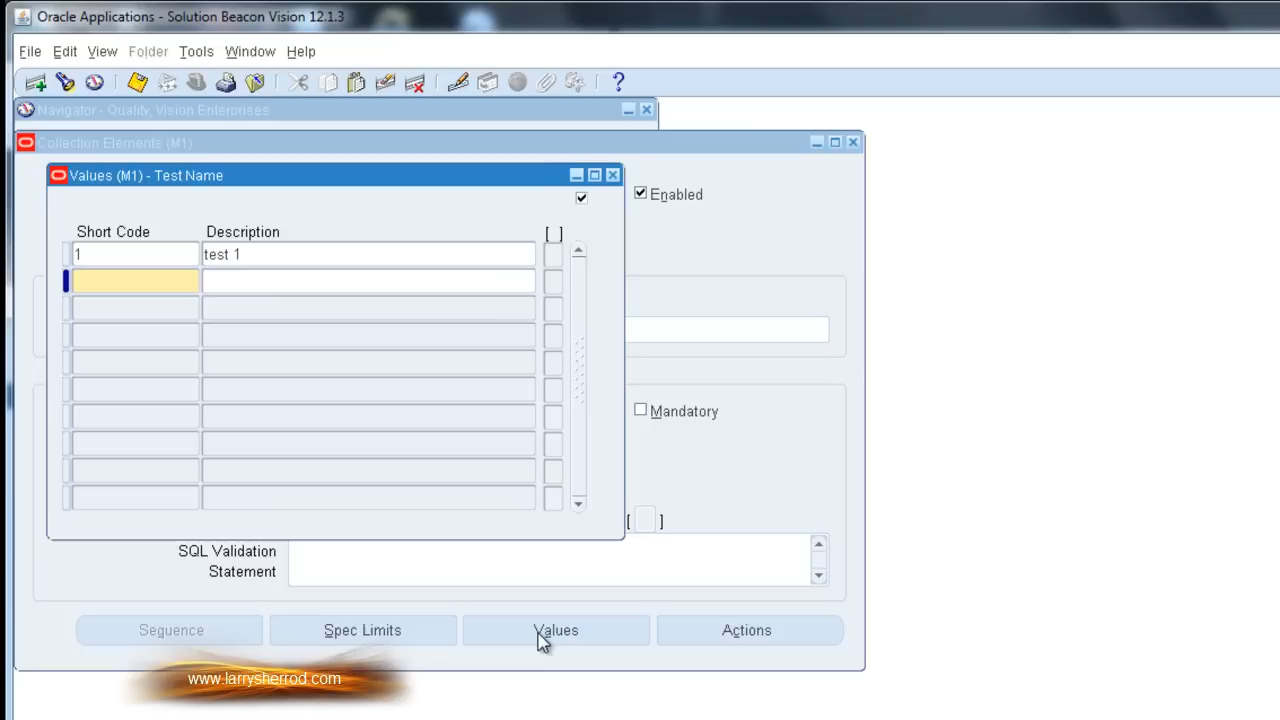 Oracle Applications - Solution Beacon Vision 12.1.3
File Edit View Folder Tools Window Help
Navigator - Quality, Vision Enterprises
Collection Elements (M1)
Values (M1) - Test Name
Enabled
Short Code Description [ ]
1 test 1
Mandatory
[ ]
SQL Validation
Statement
Sequence Spec Limits Values Actions
www.larrysherrod.com